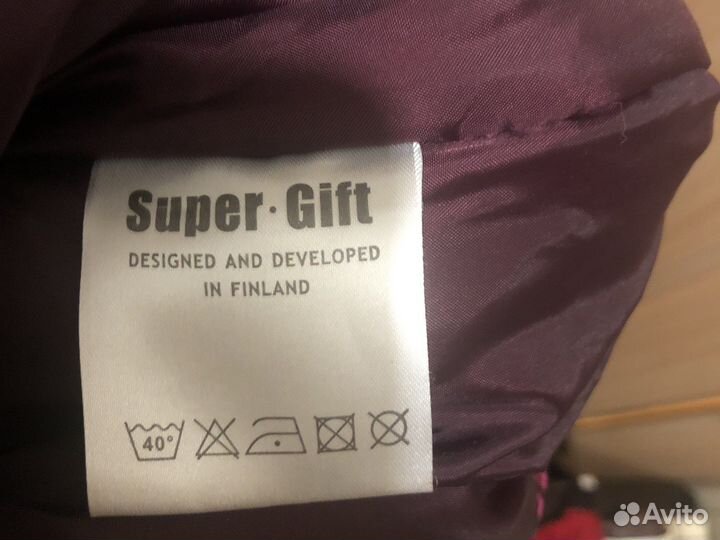 Super·Gift
DESIGNED AND DEVELOPED
IN FINLAND
40°
Avito